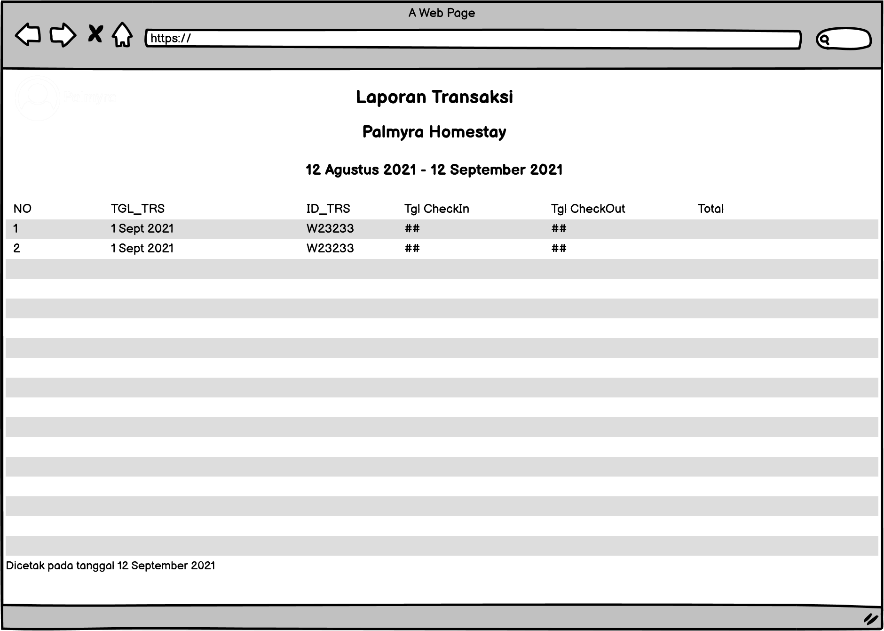 A Web Page
https://
Laporan Transaksi
Palmyra Homestay
12 Agustus 2021 - 12 September 2021
NO TGL_TRS ID_TRS Tgl CheckIn Tgl CheckOut Total
1 1 Sept 2021 W23233 ## ##
2 1 Sept 2021 W23233 ## ##
Dicetak pada tanggal 12 September 2021